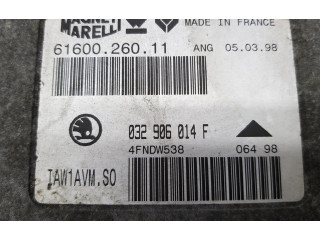 MAGNETI MADE IN FRANCE
MARELLI
61600.260.11 ANG 05.03.98
032 906 014 F
4FNDW538 064 98
IAW1AVM.SO